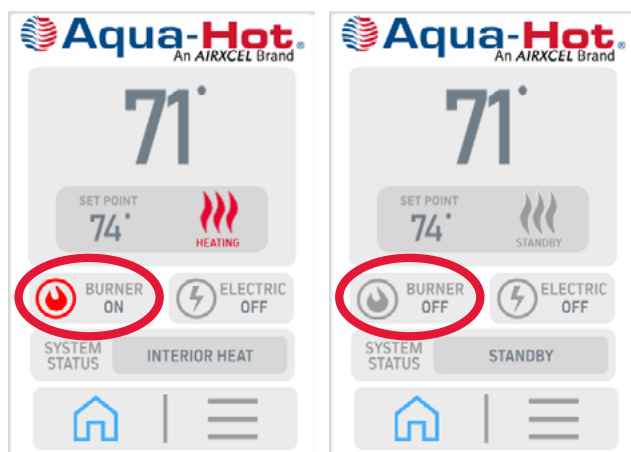 Aqua-Hot®
An AIRXCEL Brand
71°
SET POINT
74°
HEATING
BURNER
ON
ELECTRIC
OFF
SYSTEM
STATUS
INTERIOR HEAT
Aqua-Hot®
An AIRXCEL Brand
71°
SET POINT
74°
STANDBY
BURNER
OFF
ELECTRIC
OFF
SYSTEM
STATUS
STANDBY